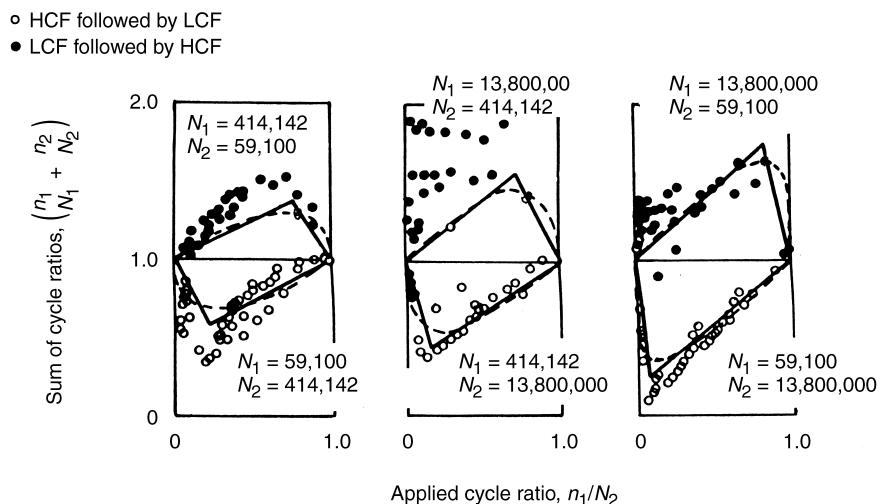 ○ HCF followed by LCF
● LCF followed by HCF
Sum of cycle ratios, (n1/N1 + n2/N2)
2.0
1.0
0
N1 = 414,142
N2 = 59,100
N1 = 59,100
N2 = 414,142
0 1.0
N1 = 13,800,00
N2 = 414,142
N1 = 414,142
N2 = 13,800,000
0 1.0
N1 = 13,800,000
N2 = 59,100
N1 = 59,100
N2 = 13,800,000
0 1.0
Applied cycle ratio, n1/N2